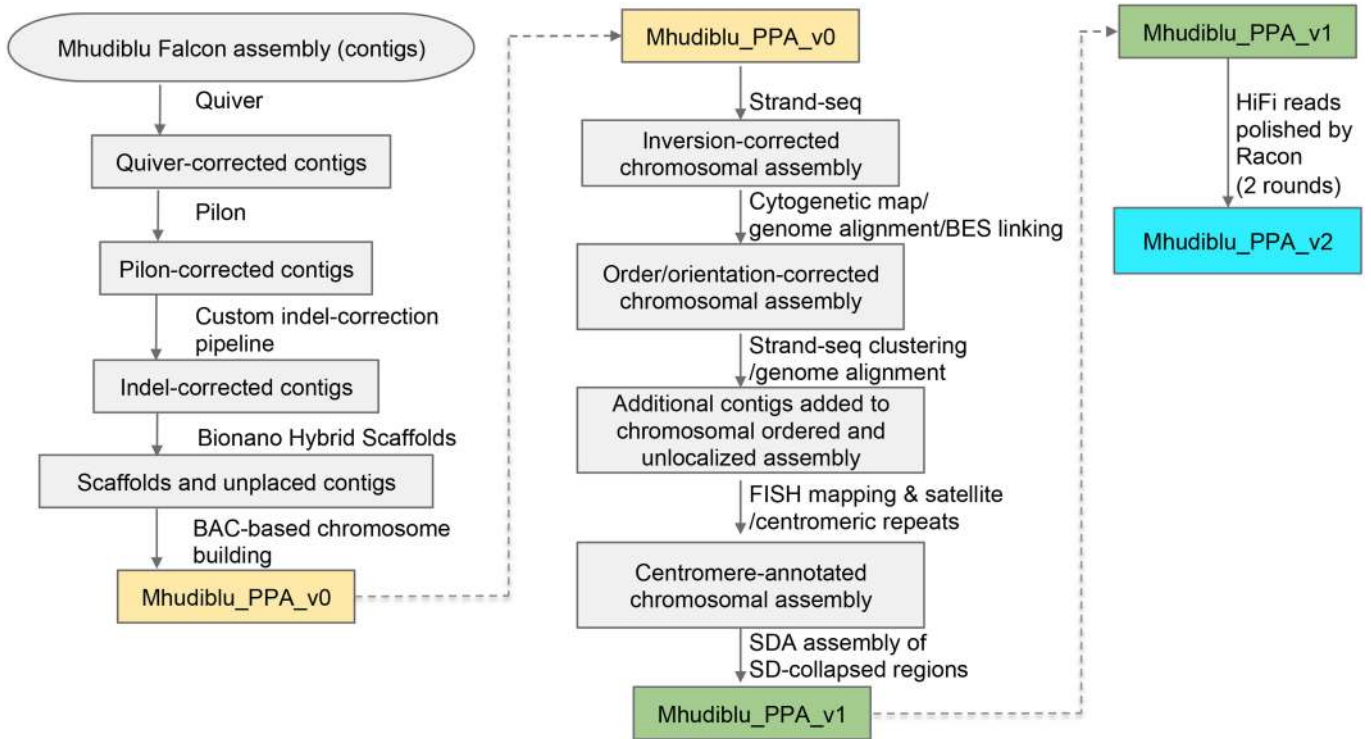 Mhudiblu Falcon assembly (contigs)
Quiver
Quiver-corrected contigs
Pilon
Pilon-corrected contigs
Custom indel-correction
pipeline
Indel-corrected contigs
Bionano Hybrid Scaffolds
Scaffolds and unplaced contigs
BAC-based chromosome
building
Mhudiblu_PPA_v0
Mhudiblu_PPA_v0
Strand-seq
Inversion-corrected
chromosomal assembly
Cytogenetic map/
genome alignment/BES linking
Order/orientation-corrected
chromosomal assembly
Strand-seq clustering
/genome alignment
Additional contigs added to
chromosomal ordered and
unlocalized assembly
FISH mapping & satellite
/centromeric repeats
Centromere-annotated
chromosomal assembly
SDA assembly of
SD-collapsed regions
Mhudiblu_PPA_v1
Mhudiblu_PPA_v1
HiFi reads
polished by
Racon
(2 rounds)
Mhudiblu_PPA_v2